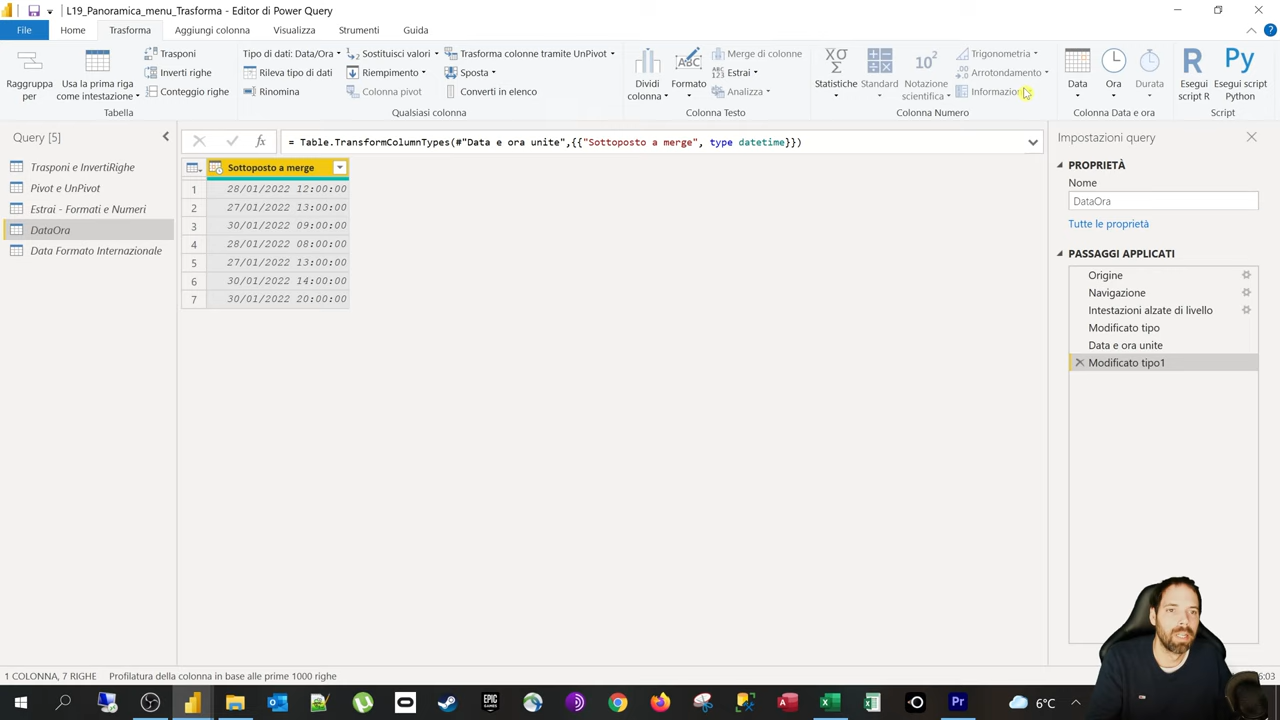 L19_Panoramica_menu_Trasforma - Editor di Power Query
File Home Trasforma Aggiungi colonna Visualizza Strumenti Guida
Raggruppa per
Usa la prima riga come intestazione
Trasponi
Inverti righe
Conteggio righe
Tabella
Tipo di dati: Data/Ora
Rileva tipo di dati
Rinomina
Sostituisci valori
Riempimento
Colonna pivot
Trasforma colonne tramite UnPivot
Sposta
Converti in elenco
Qualsiasi colonna
Dividi colonna
Formato
Merge di colonne
Estrai
Analizza
Colonna Testo
Statistiche
Standard
Notazione scientifica
Trigonometria
Arrotondamento
Colonna Numero
Data
Ora
Durata
Colonna Data e ora
Esegui script R
Esegui script Python
Script
Query [5]
Trasponi e InvertiRighe
Pivot e UnPivot
Estrai - Formati e Numeri
DataOra
Data Formato Internazionale
= Table.TransformColumnTypes(#"Data e ora unite",{{"Sottoposto a merge", type datetime}})
Sottoposto a merge
1 28/01/2022 12:00:00
2 27/01/2022 13:00:00
3 30/01/2022 09:00:00
4 28/01/2022 08:00:00
5 27/01/2022 13:00:00
6 30/01/2022 14:00:00
7 30/01/2022 20:00:00
Impostazioni query
PROPRIETÀ
Nome
DataOra
Tutte le proprietà
PASSAGGI APPLICATI
Origine
Navigazione
Intestazioni alzate di livello
Modificato tipo
Data e ora unite
Modificato tipo1
1 COLONNA, 7 RIGHE Profilatura della colonna in base alle prime 1000 righe
6°C